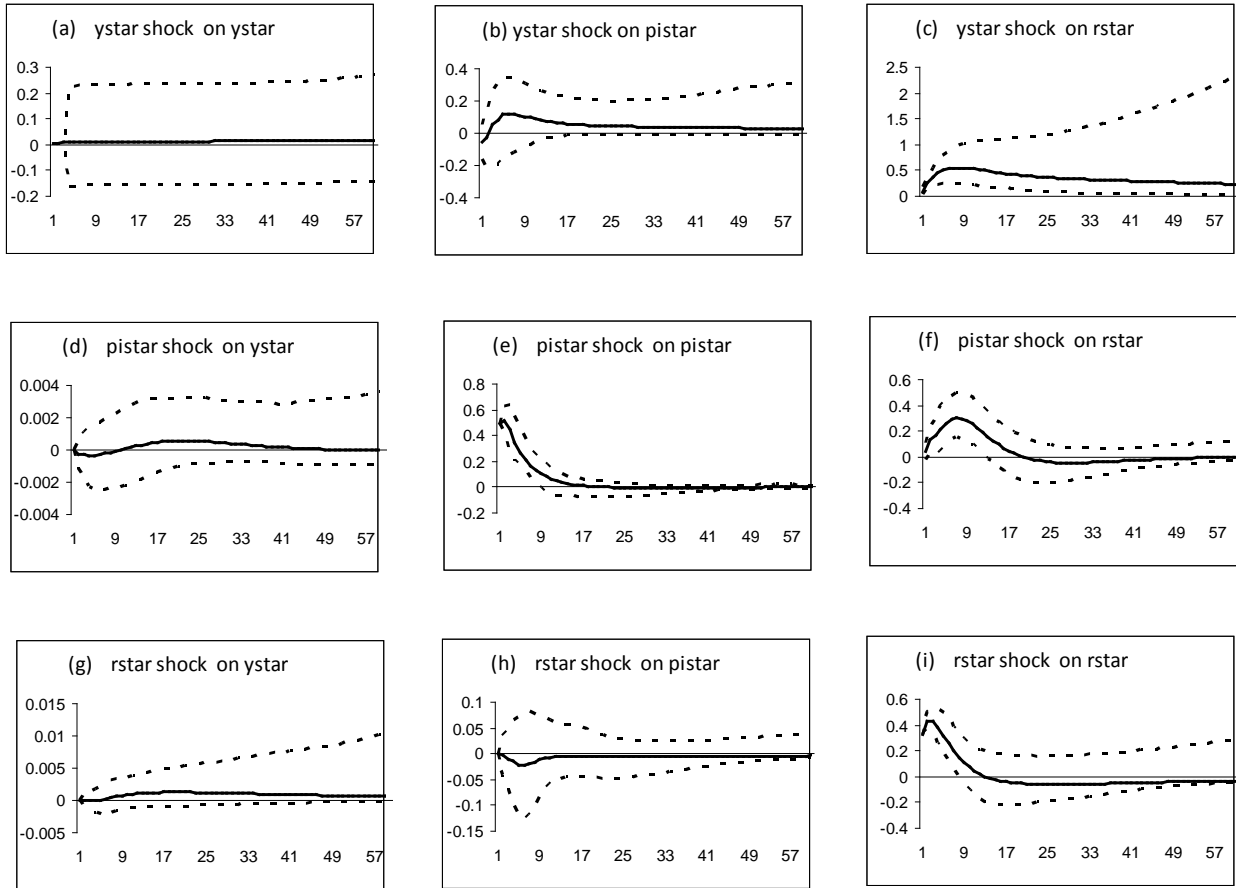 (a) ystar shock on ystar
0.3
0.2
0.1
0
-0.1
-0.2
1 9 17 25 33 41 49 57
(b) ystar shock on pistar
0.4
0.2
0
-0.2
-0.4
1 9 17 25 33 41 49 57
(c) ystar shock on rstar
2.5
2
1.5
1
0.5
0
1 9 17 25 33 41 49 57
(d) pistar shock on ystar
0.004
0.002
0
-0.002
-0.004
1 9 17 25 33 41 49 57
(e) pistar shock on pistar
0.8
0.6
0.4
0.2
0
-0.2
1 9 17 25 33 41 49 57
(f) pistar shock on rstar
0.6
0.4
0.2
0
-0.2
-0.4
1 9 17 25 33 41 49 57
(g) rstar shock on ystar
0.015
0.01
0.005
0
-0.005
1 9 17 25 33 41 49 57
(h) rstar shock on pistar
0.1
0.05
0
-0.05
-0.1
-0.15
1 9 17 25 33 41 49 57
(i) rstar shock on rstar
0.6
0.4
0.2
0
-0.2
-0.4
1 9 17 25 33 41 49 57